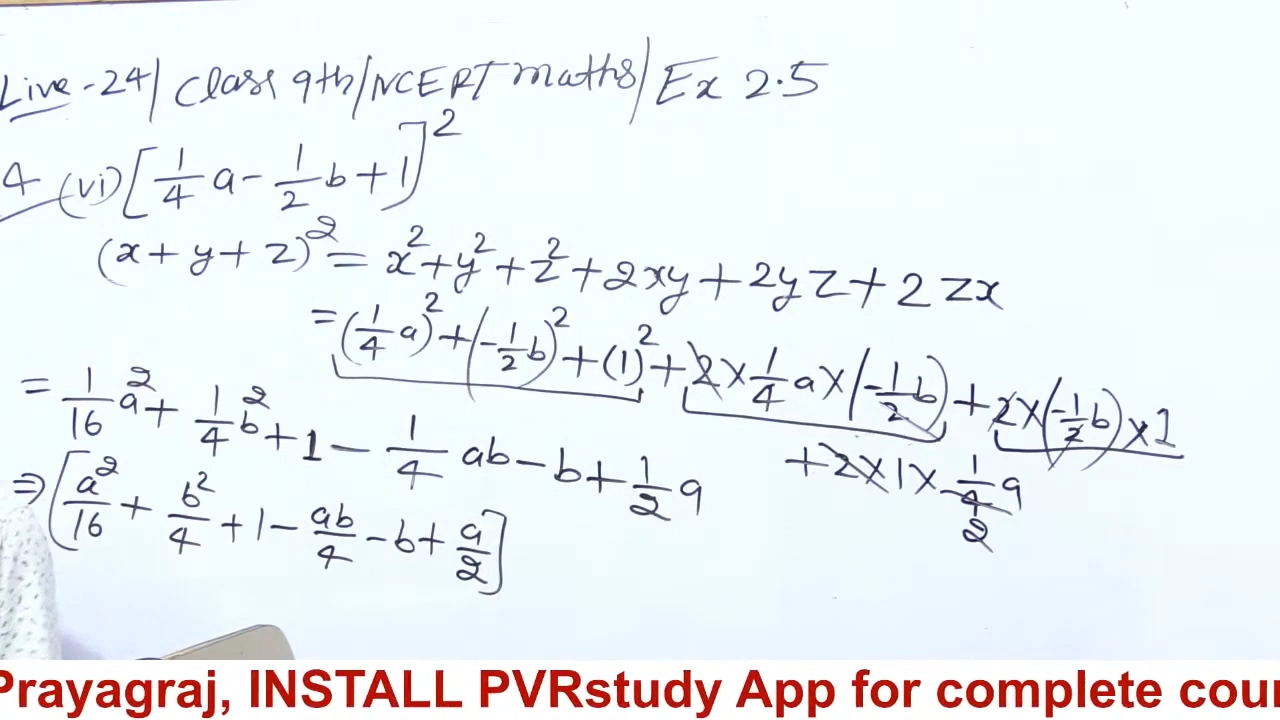 Live-24/ Class 9th/NCERT maths/ Ex 2.5
4 (vi) [1/4 a - 1/2 b + 1]²
(x + y + z)² = x² + y² + z² + 2xy + 2yz + 2zx
= (1/4 a)² + (-1/2 b)² + (1)² + 2 × 1/4 a × (-1/2 b) + 2 × (-1/2 b) × 1
+ 2 × 1 × 1/4 a
2
= 1/16 a² + 1/4 b² + 1 - 1/4 ab - b + 1/2 a
⇒ [a²/16 + b²/4 + 1 - ab/4 - b + a/2]
Prayagraj, INSTALL PVRstudy App for complete cour